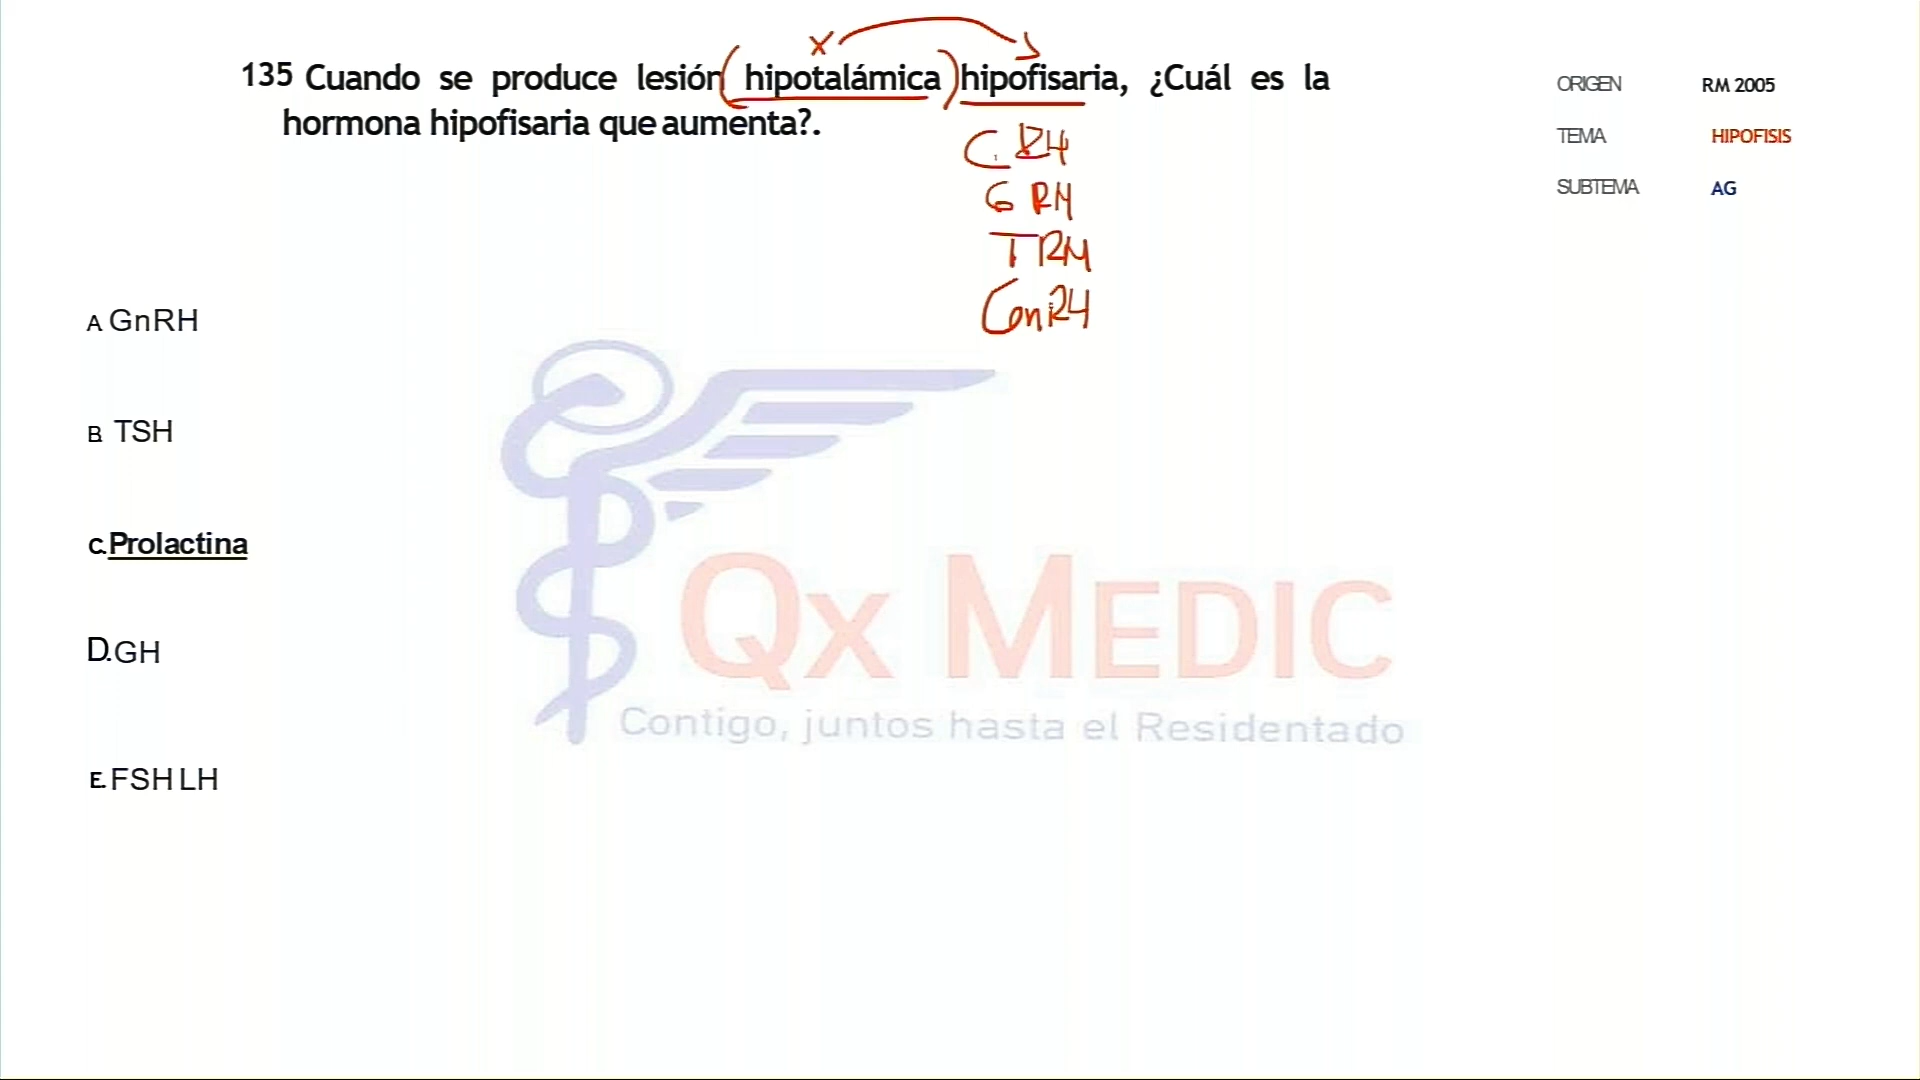 135 Cuando se produce lesión hipotalámica hipofisaria, ¿Cuál es la
hormona hipofisaria que aumenta?.
ORIGEN RM 2005
TEMA HIPOFISIS
SUBTEMA AG
x
CRH
GRH
TRH
GnRH
A GnRH
B. TSH
C. Prolactina
D. GH
E. FSH LH
Qx MEDIC
Contigo, juntos hasta el Residentado